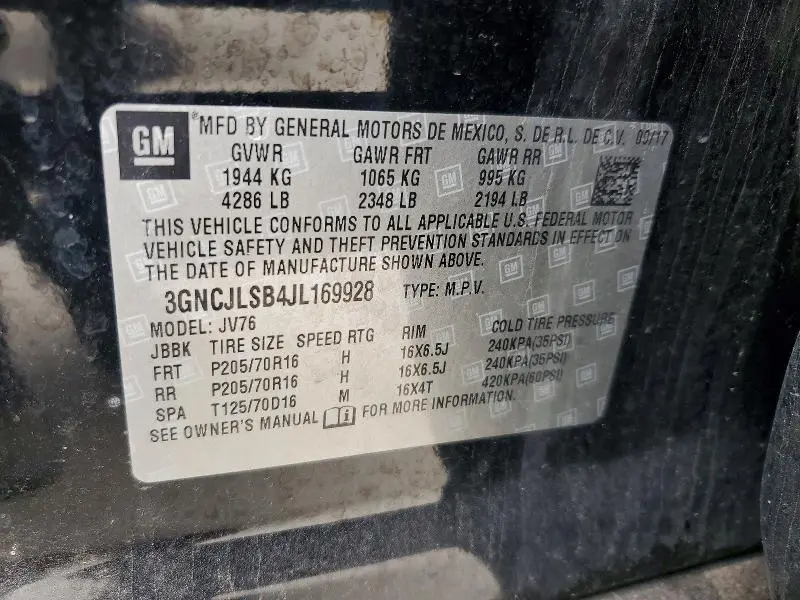 GM
®MFD BY GENERAL MOTORS DE MEXICO, S. DE R.L. DE C.V. 09/17
GVWR GAWR FRT GAWR RR
1944 KG 1065 KG 995 KG
4286 LB 2348 LB 2194 LB
THIS VEHICLE CONFORMS TO ALL APPLICABLE U.S. FEDERAL MOTOR
VEHICLE SAFETY AND THEFT PREVENTION STANDARDS IN EFFECT ON
THE DATE OF MANUFACTURE SHOWN ABOVE.
3GNCJLSB4JL169928 TYPE: M.P.V.
MODEL: JV76
JBBK TIRE SIZE SPEED RTG RIM COLD TIRE PRESSURE
FRT P205/70R16 H 16X6.5J 240KPA(35PSI)
RR P205/70R16 H 16X6.5J 240KPA(35PSI)
SPA T125/70D16 M 16X4T 420KPA(60PSI)
SEE OWNER'S MANUAL i FOR MORE INFORMATION.